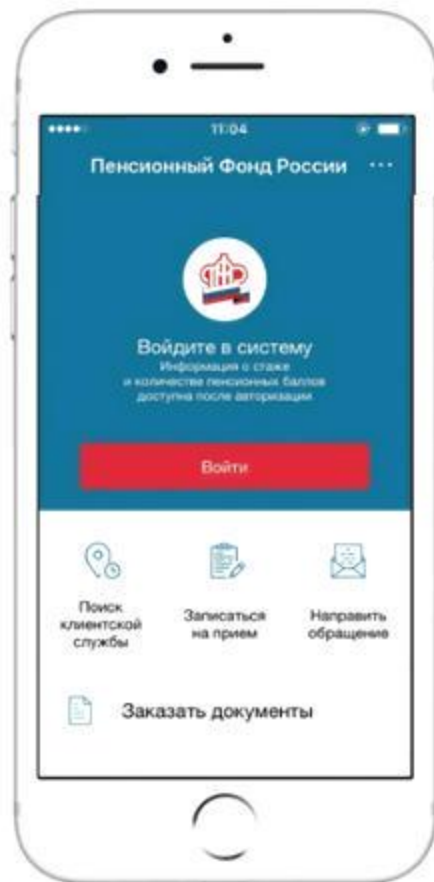 11:04
Пенсионный Фонд России ...
Войдите в систему
Информация о стаже
и количестве пенсионных баллов
доступна после авторизации
Войти
Поиск
клиентской
службы
Записаться
на прием
Направить
обращение
Заказать документы